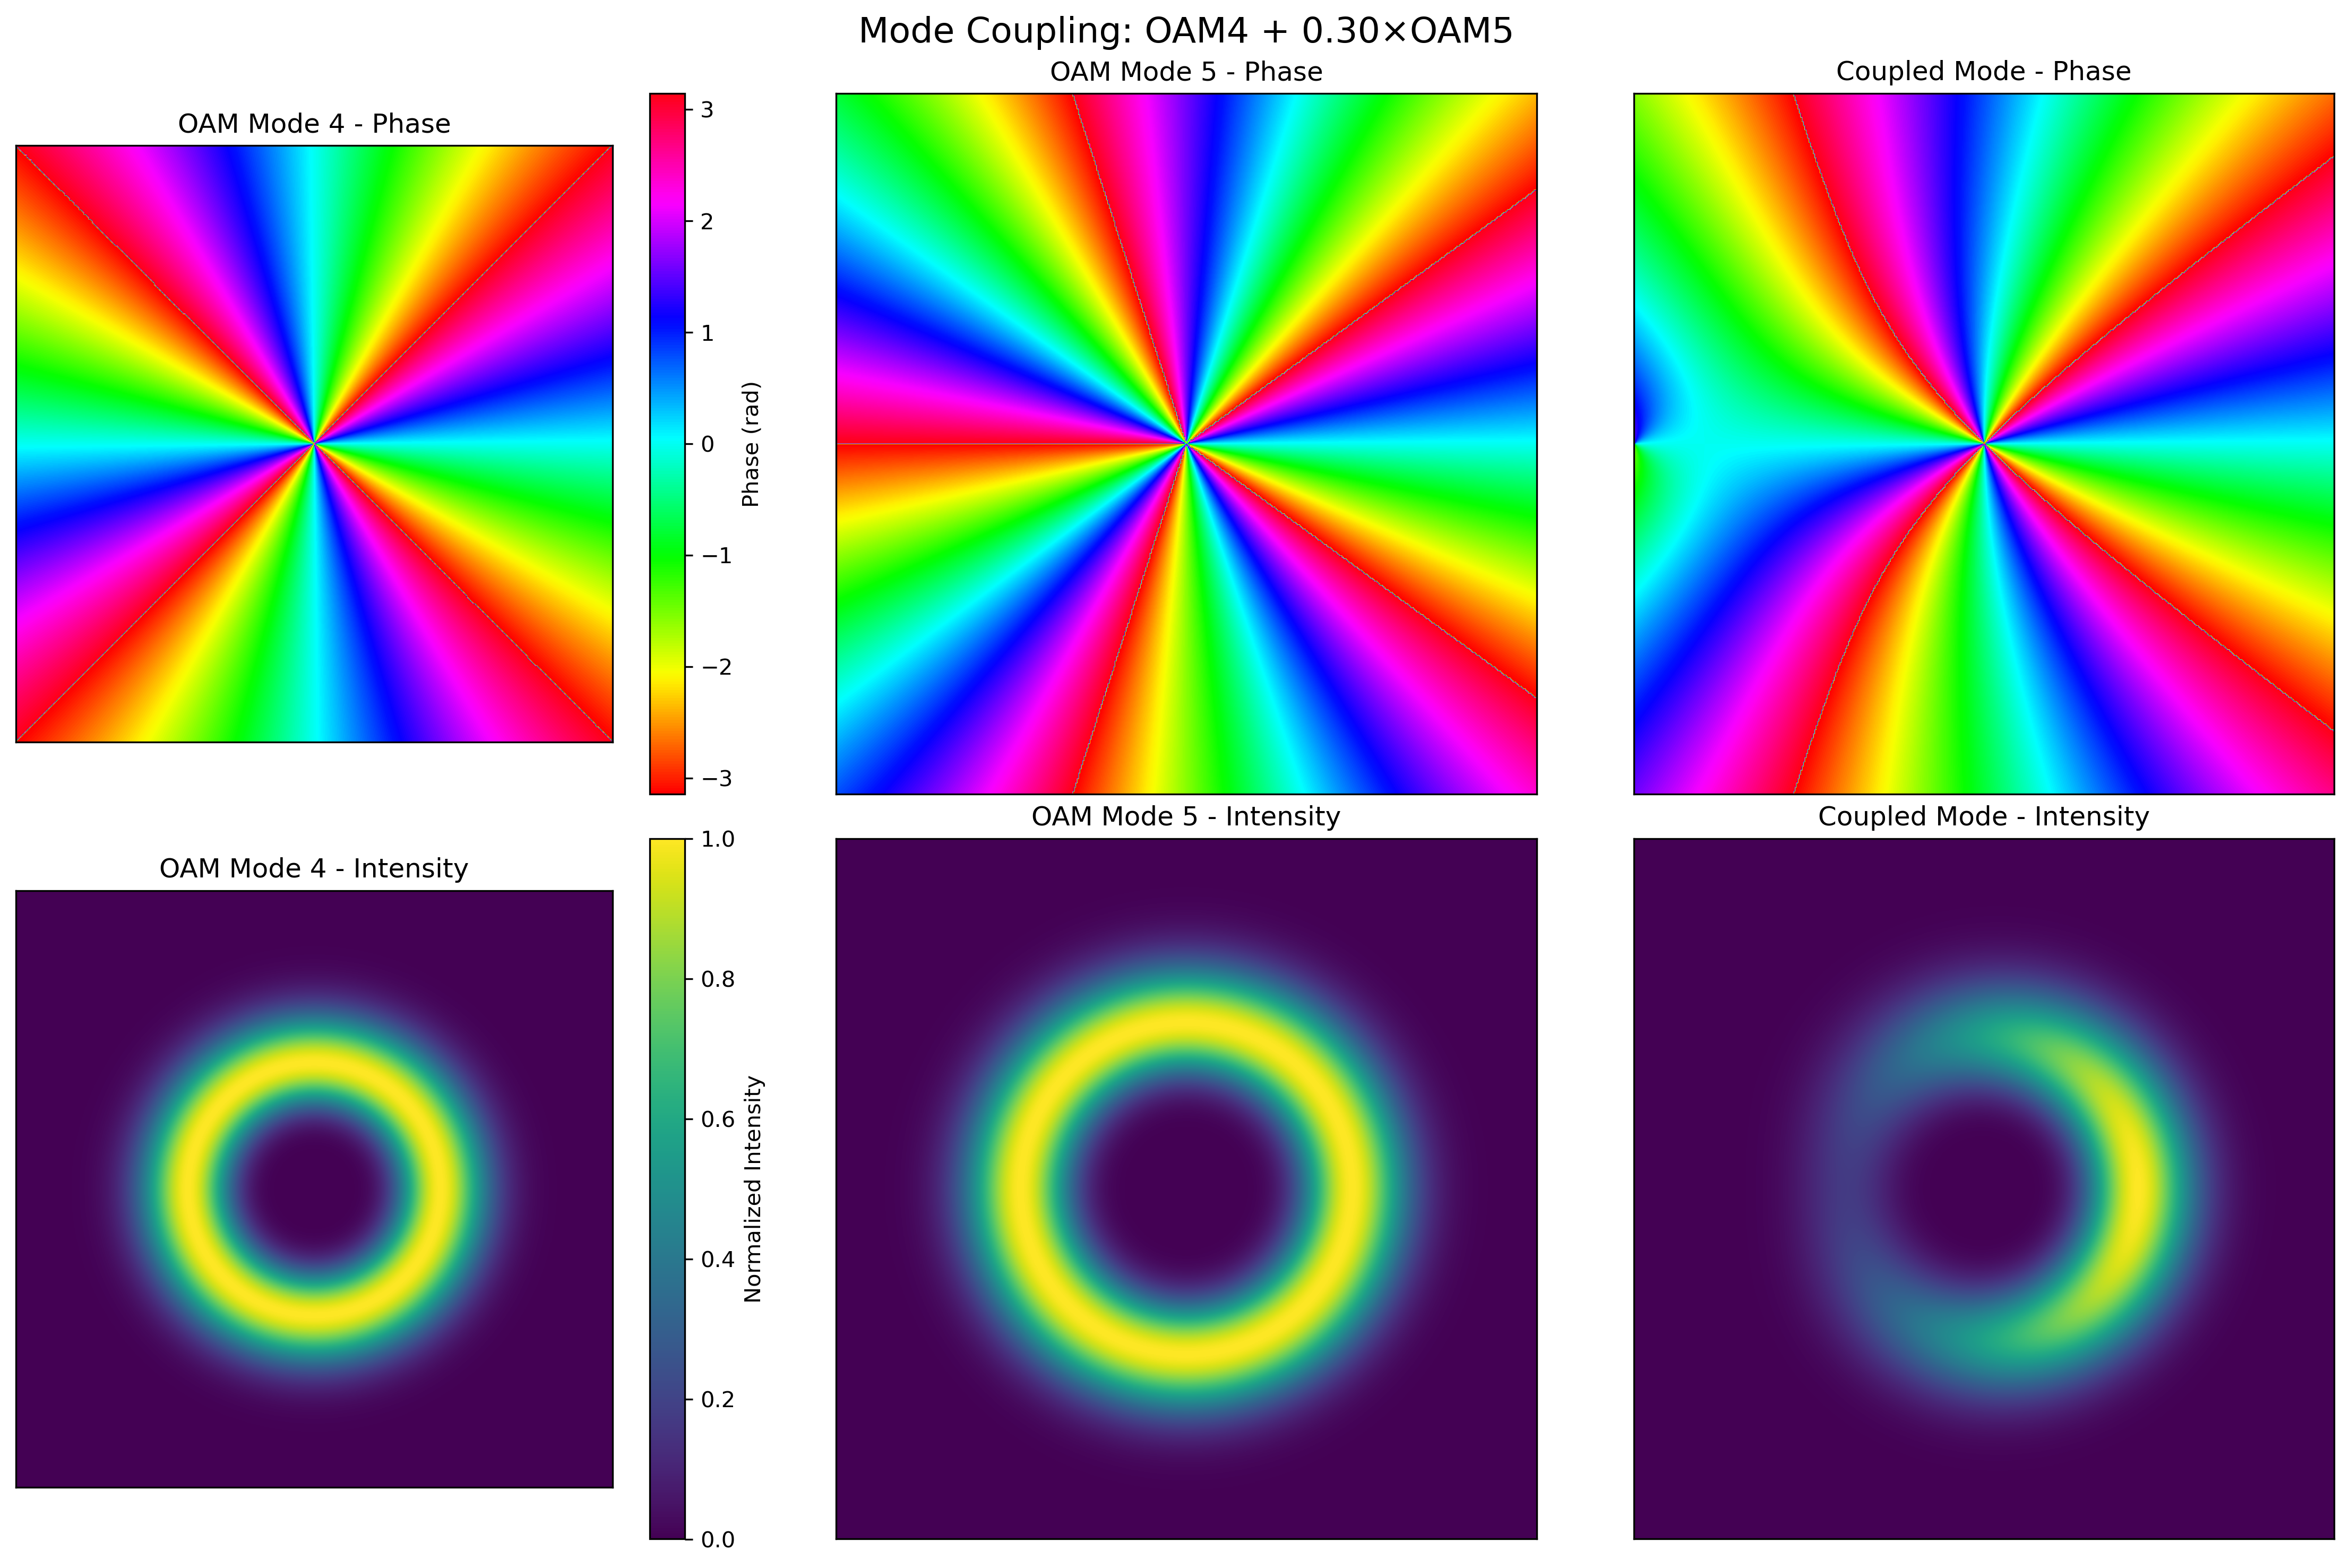 Mode Coupling: OAM4 + 0.30×OAM5
OAM Mode 4 - Phase
3
2
1
0
−1
−2
−3
Phase (rad)
OAM Mode 5 - Phase
Coupled Mode - Phase
OAM Mode 4 - Intensity
1.0
0.8
0.6
0.4
0.2
0.0
Normalized Intensity
OAM Mode 5 - Intensity
Coupled Mode - Intensity